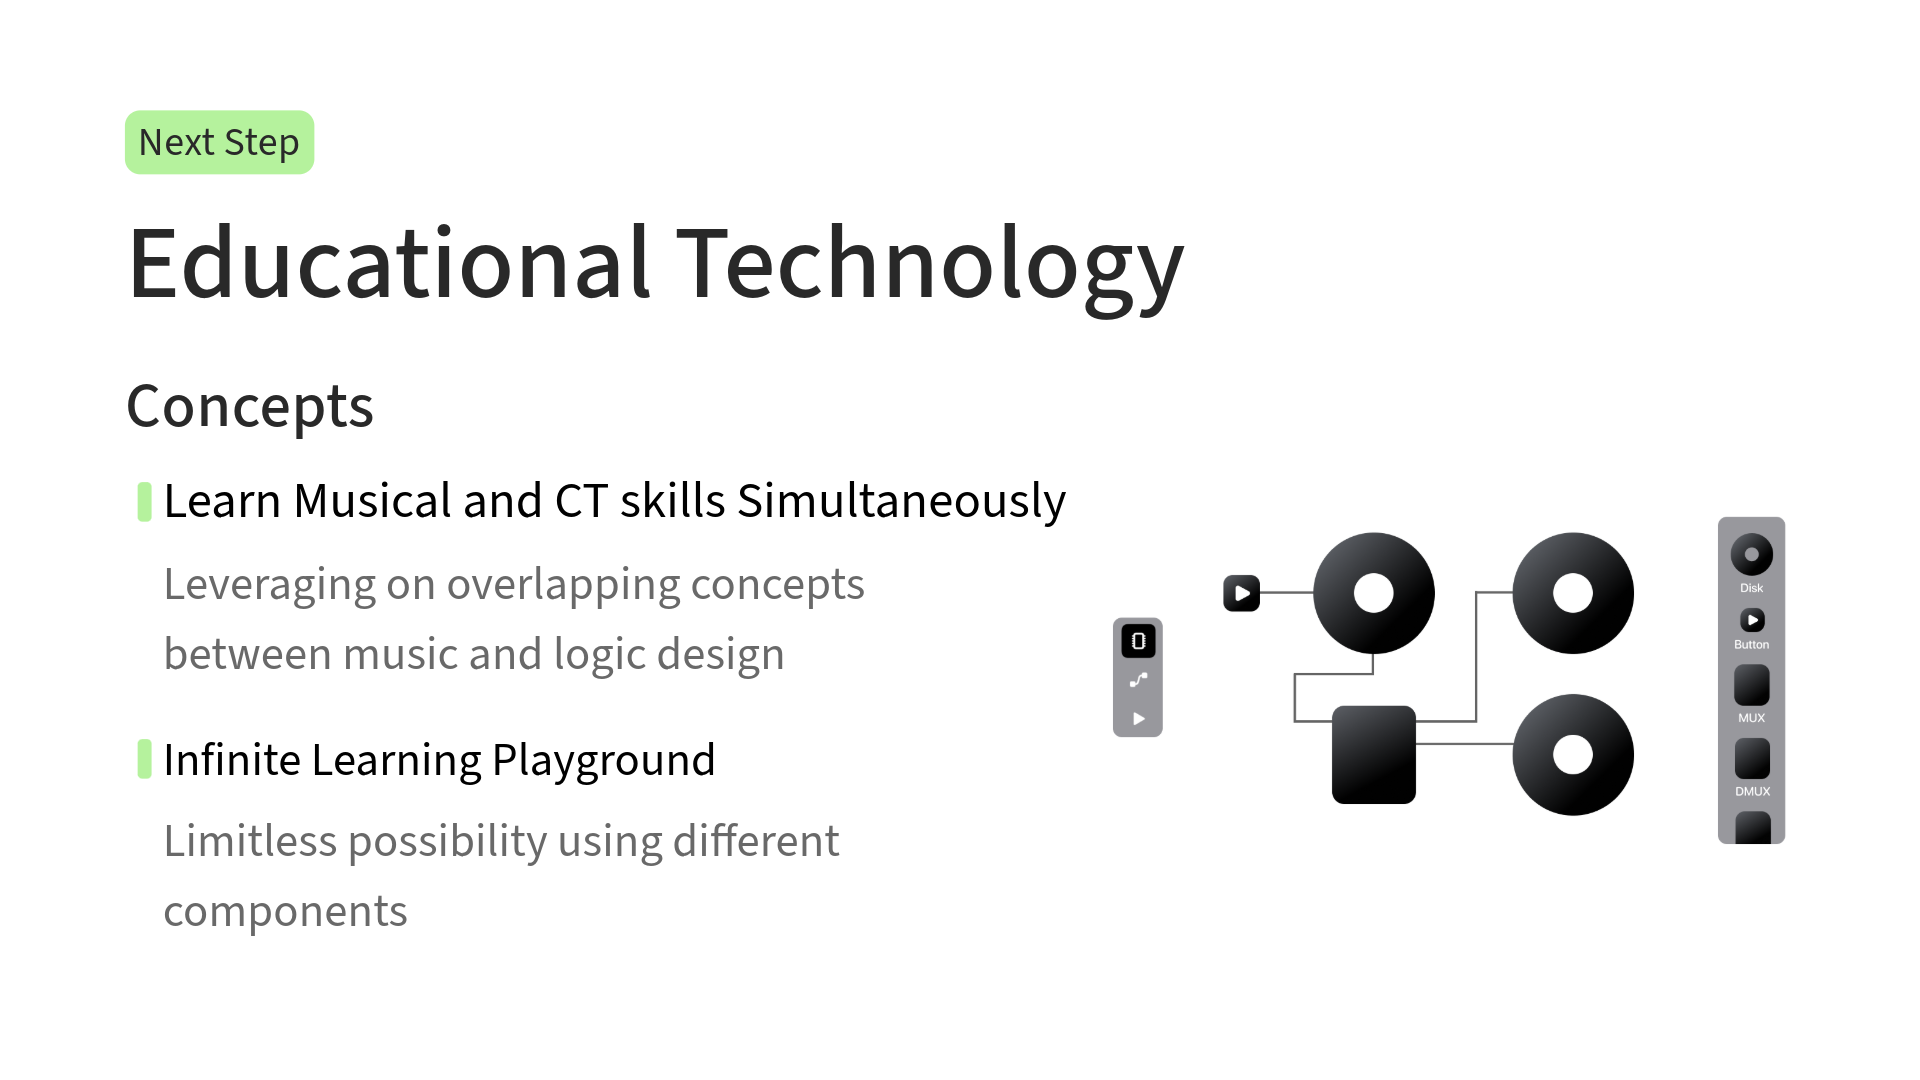 Next Step
Educational Technology
Concepts
Learn Musical and CT skills Simultaneously
Leveraging on overlapping concepts
between music and logic design
Infinite Learning Playground
Limitless possibility using different
components
Disk
Button
MUX
DMUX